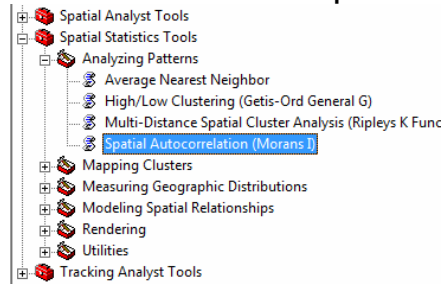 Spatial Analyst Tools
Spatial Statistics Tools
Analyzing Patterns
Average Nearest Neighbor
High/Low Clustering (Getis-Ord General G)
Multi-Distance Spatial Cluster Analysis (Ripleys K Func
Spatial Autocorrelation (Morans I)
Mapping Clusters
Measuring Geographic Distributions
Modeling Spatial Relationships
Rendering
Utilities
Tracking Analyst Tools